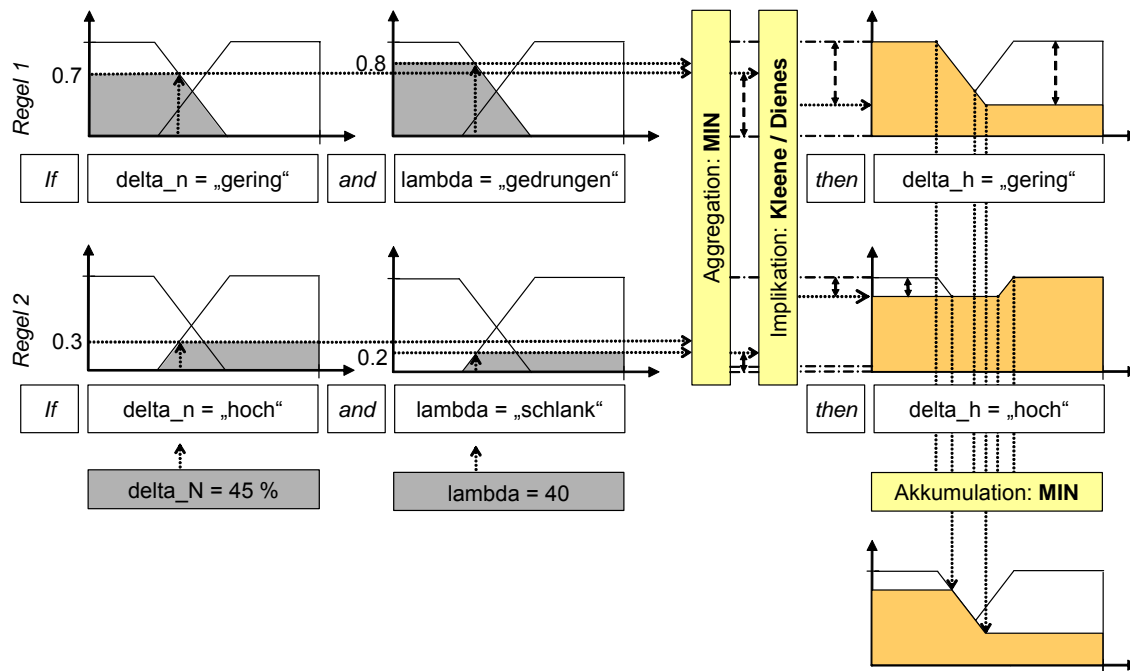 Regel 1
0.7
0.8
If
delta_n = „gering“
and
lambda = „gedrungen“
Aggregation: MIN
Implikation: Kleene / Dienes
then
delta_h = „gering“
Regel 2
0.3
0.2
If
delta_n = „hoch“
and
lambda = „schlank“
then
delta_h = „hoch“
delta_N = 45 %
lambda = 40
Akkumulation: MIN